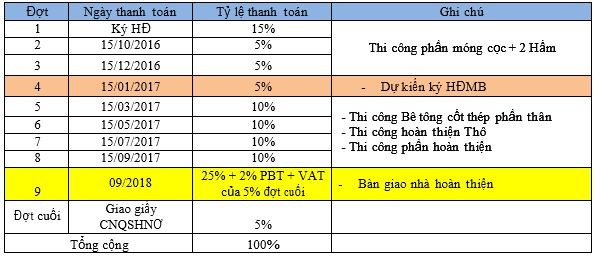 Đợt Ngày thanh toán Tỷ lệ thanh toán Ghi chú
1 Ký HĐ 15%
2 15/10/2016 5% Thi công phần móng cọc + 2 Hầm
3 15/12/2016 5%
4 15/01/2017 5% - Dự kiến ký HĐMB
5 15/03/2017 10% - Thi công Bê tông cốt thép phần thân
6 15/05/2017 10% - Thi công hoàn thiện Thô
7 15/07/2017 10% - Thi công phần hoàn thiện
8 15/09/2017 10%
9 09/2018 25% + 2% PBT + VAT
của 5% đợt cuối - Bàn giao nhà hoàn thiện
Đợt cuối Giao giấy
CNQSHNỞ 5%
Tổng cộng 100%